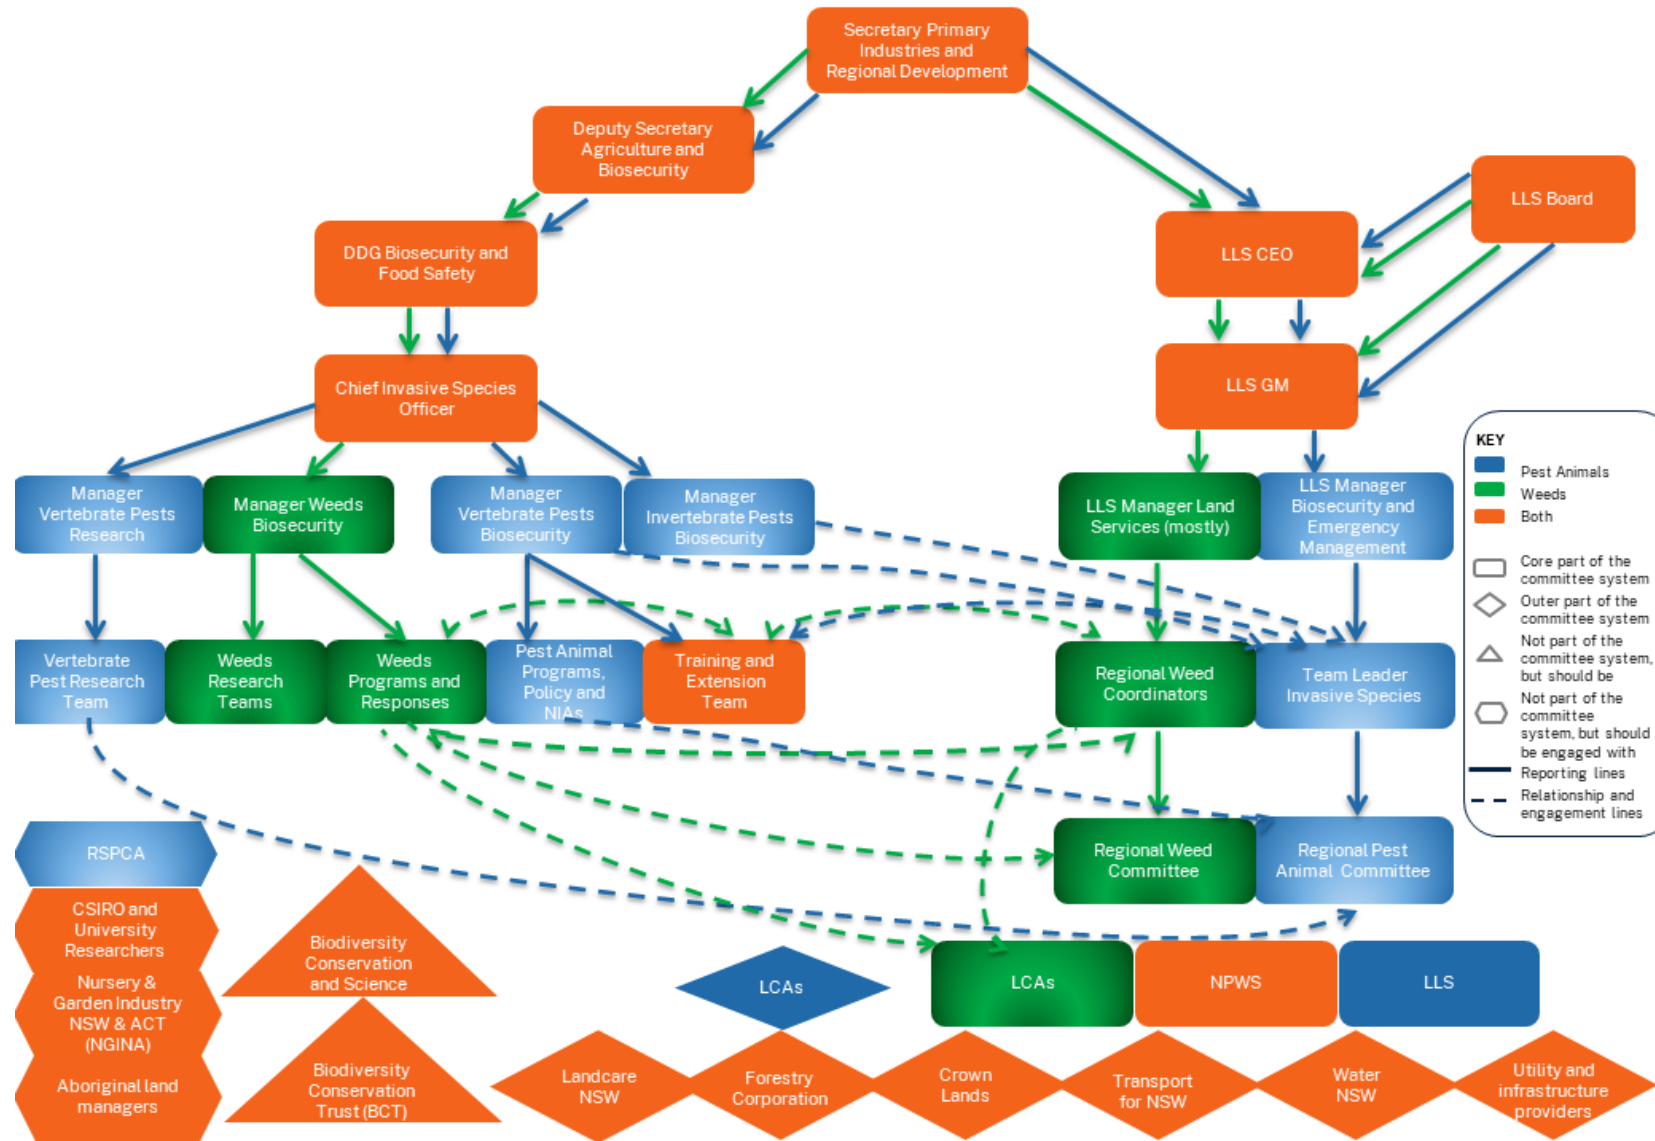 Secretary Primary
Industries and
Regional Development
Deputy Secretary
Agriculture and
Biosecurity
LLS Board
DDG Biosecurity and
Food Safety
LLS CEO
Chief Invasive Species
Officer
LLS GM
Manager
Vertebrate Pests
Research
Manager Weeds
Biosecurity
Manager
Vertebrate Pests
Biosecurity
Manager
Invertebrate Pests
Biosecurity
LLS Manager Land
Services (mostly)
LLS Manager
Biosecurity and
Emergency
Management
Vertebrate
Pest Research
Team
Weeds
Research
Teams
Weeds
Programs and
Responses
Pest Animal
Programs,
Policy and
NIAs
Training and
Extension
Team
Regional Weed
Coordinators
Team Leader
Invasive Species
Regional Weed
Committee
Regional Pest
Animal Committee
KEY
Pest Animals
Weeds
Both
Core part of the
committee system
Outer part of the
committee system
Not part of the
committee system,
but should be
Not part of the
committee
system, but should
be engaged with
Reporting lines
Relationship and
engagement lines
RSPCA
CSIRO and
University
Researchers
Nursery &
Garden Industry
NSW & ACT
(NGINA)
Aboriginal land
managers
Biodiversity
Conservation
and Science
Biodiversity
Conservation
Trust (BCT)
LCAs
LCAs
NPWS
LLS
Landcare
NSW
Forestry
Corporation
Crown
Lands
Transport
for NSW
Water
NSW
Utility and
infrastructure
providers